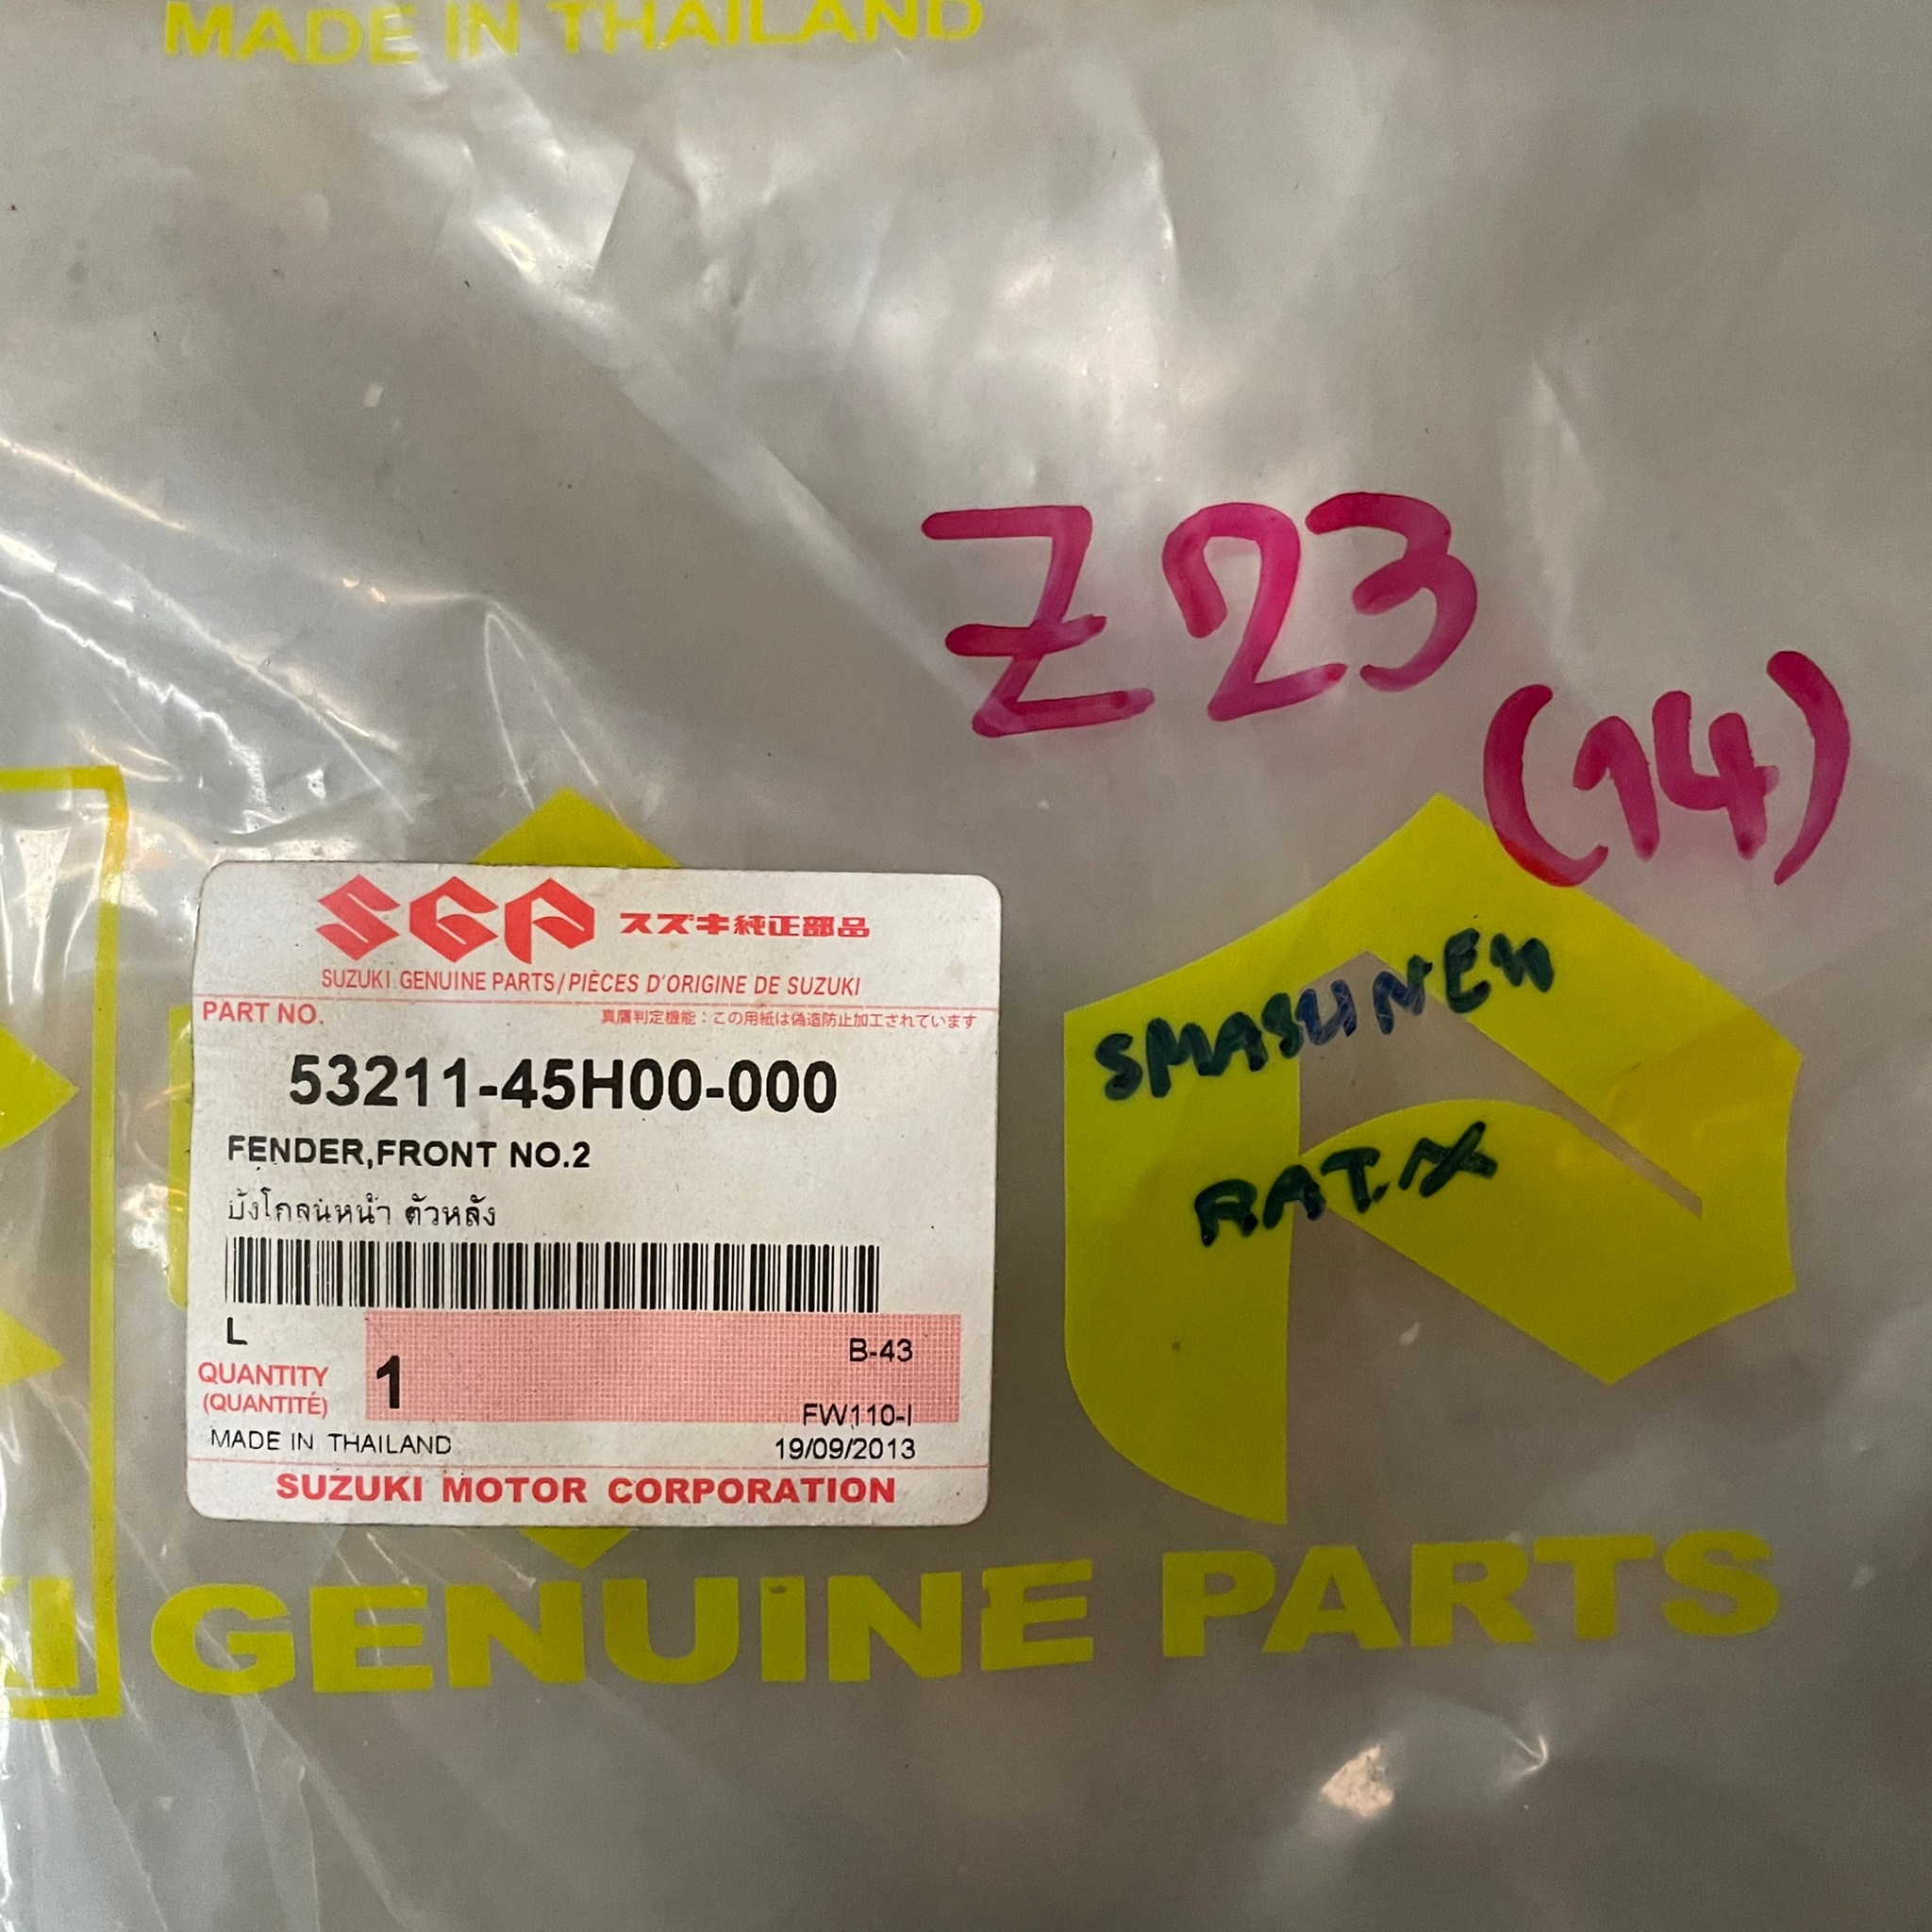 MADE IN THAILAND
Z23
(14)
SGP スズキ純正部品
SUZUKI GENUINE PARTS/PIÈCES D'ORIGINE DE SUZUKI
PART NO. 真贋判定機能：この用紙は偽造防止加工されています
53211-45H00-000
FENDER,FRONT NO.2
บังโคลนหน้า ตัวหลัง
L
B-43
QUANTITY
(QUANTITÉ)
1
FW110-I
MADE IN THAILAND
19/09/2013
SUZUKI MOTOR CORPORATION
GENUINE PARTS